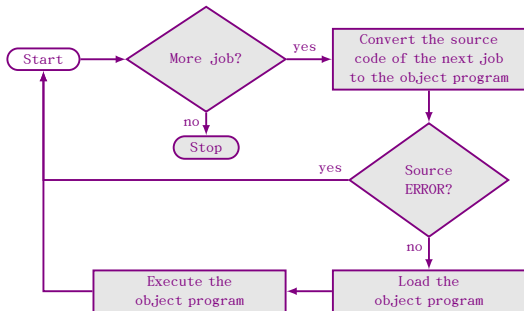 Start
More job?
yes
Convert the source
code of the next job
to the object program
no
Stop
yes
Source
ERROR?
no
Execute the
object program
Load the
object program